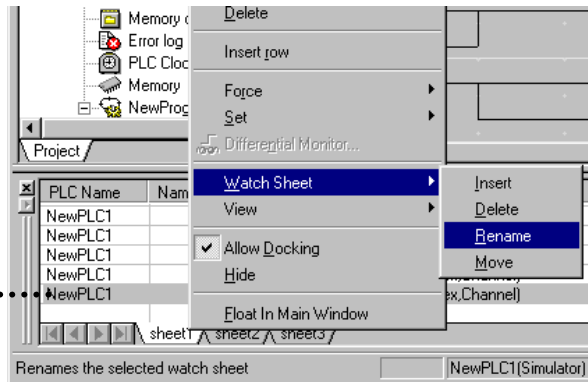 Memory
Error log
PLC Cloc
Memory
NewProg
Project
Delete
Insert row
Force
Set
Differential Monitor...
Watch Sheet
View
Allow Docking
Hide
Float In Main Window
Insert
Delete
Rename
Move
PLC Name Nam
NewPLC1
NewPLC1
NewPLC1
NewPLC1
NewPLC1
ex,Channel)
sheet1 sheet2 sheet3
Renames the selected watch sheet NewPLC1(Simulator)